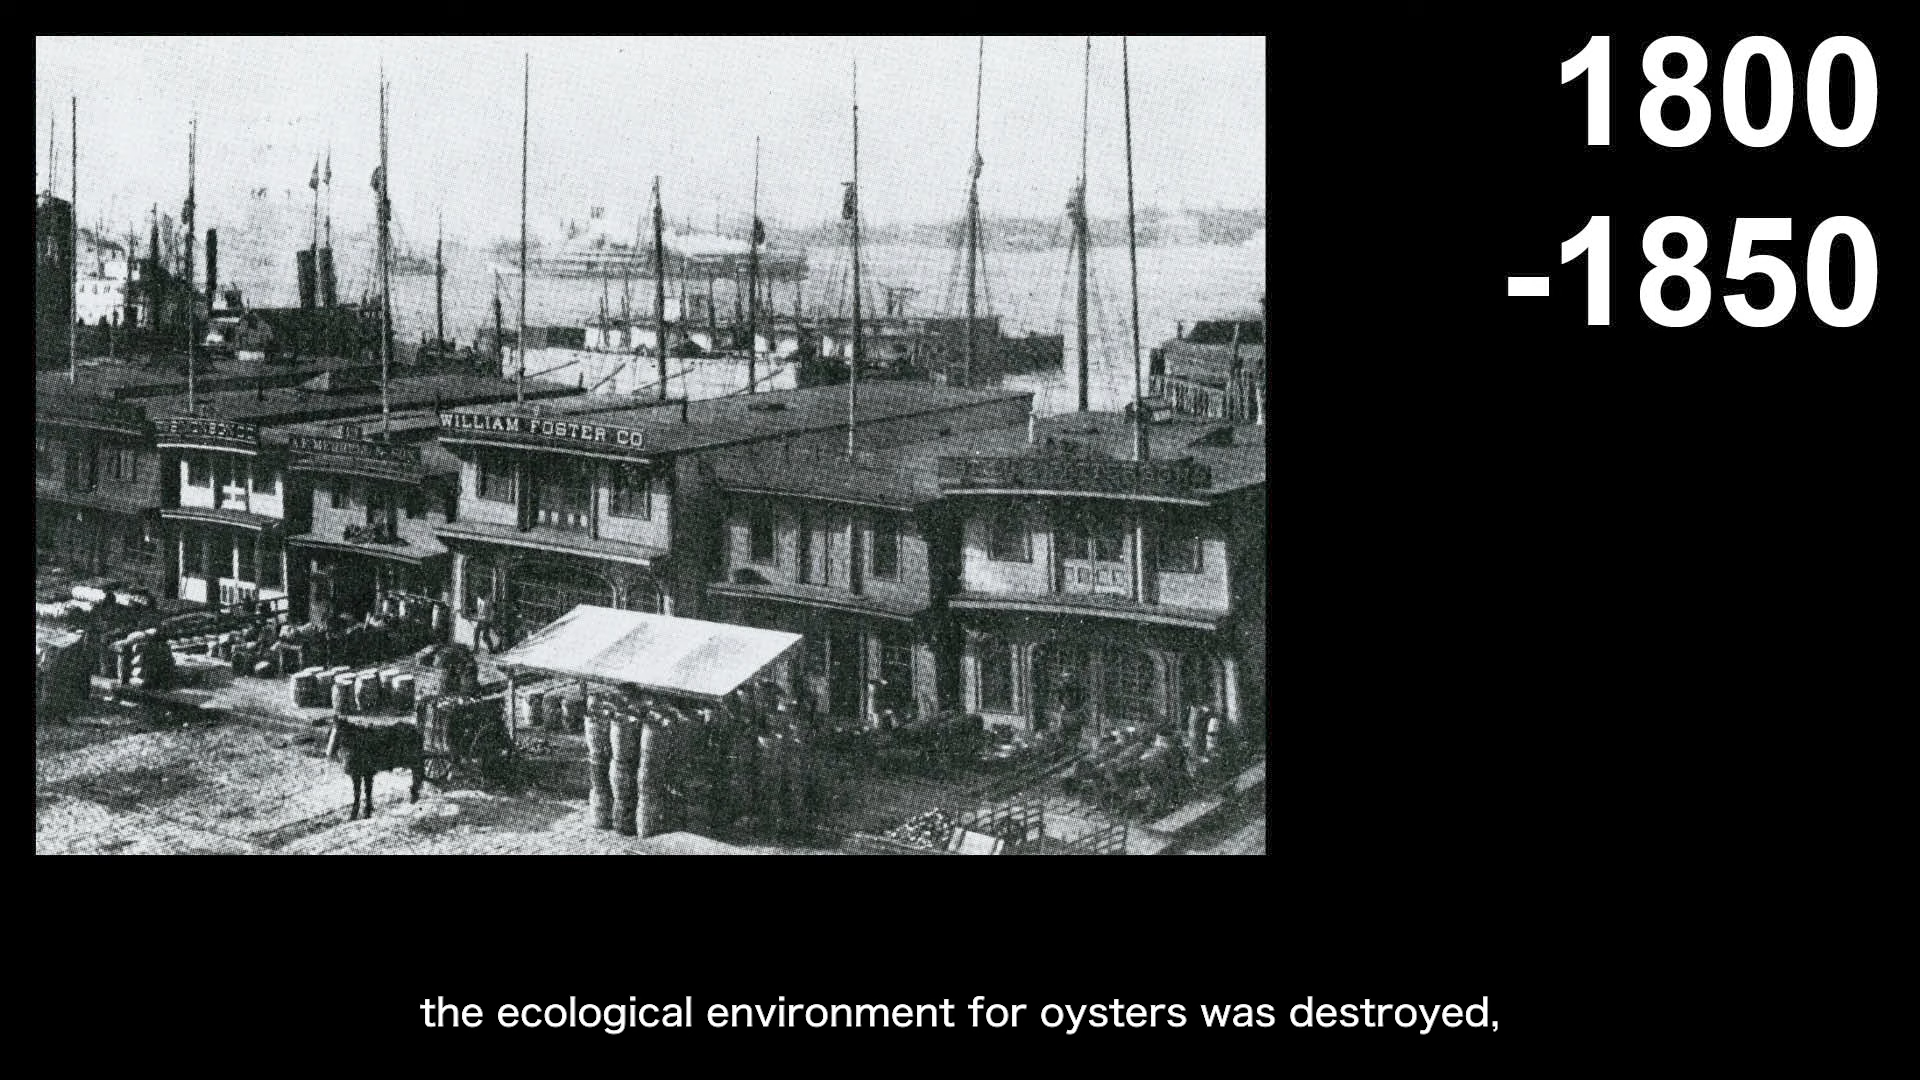 1800
-1850
WILLIAM FOSTER CO
the ecological environment for oysters was destroyed,